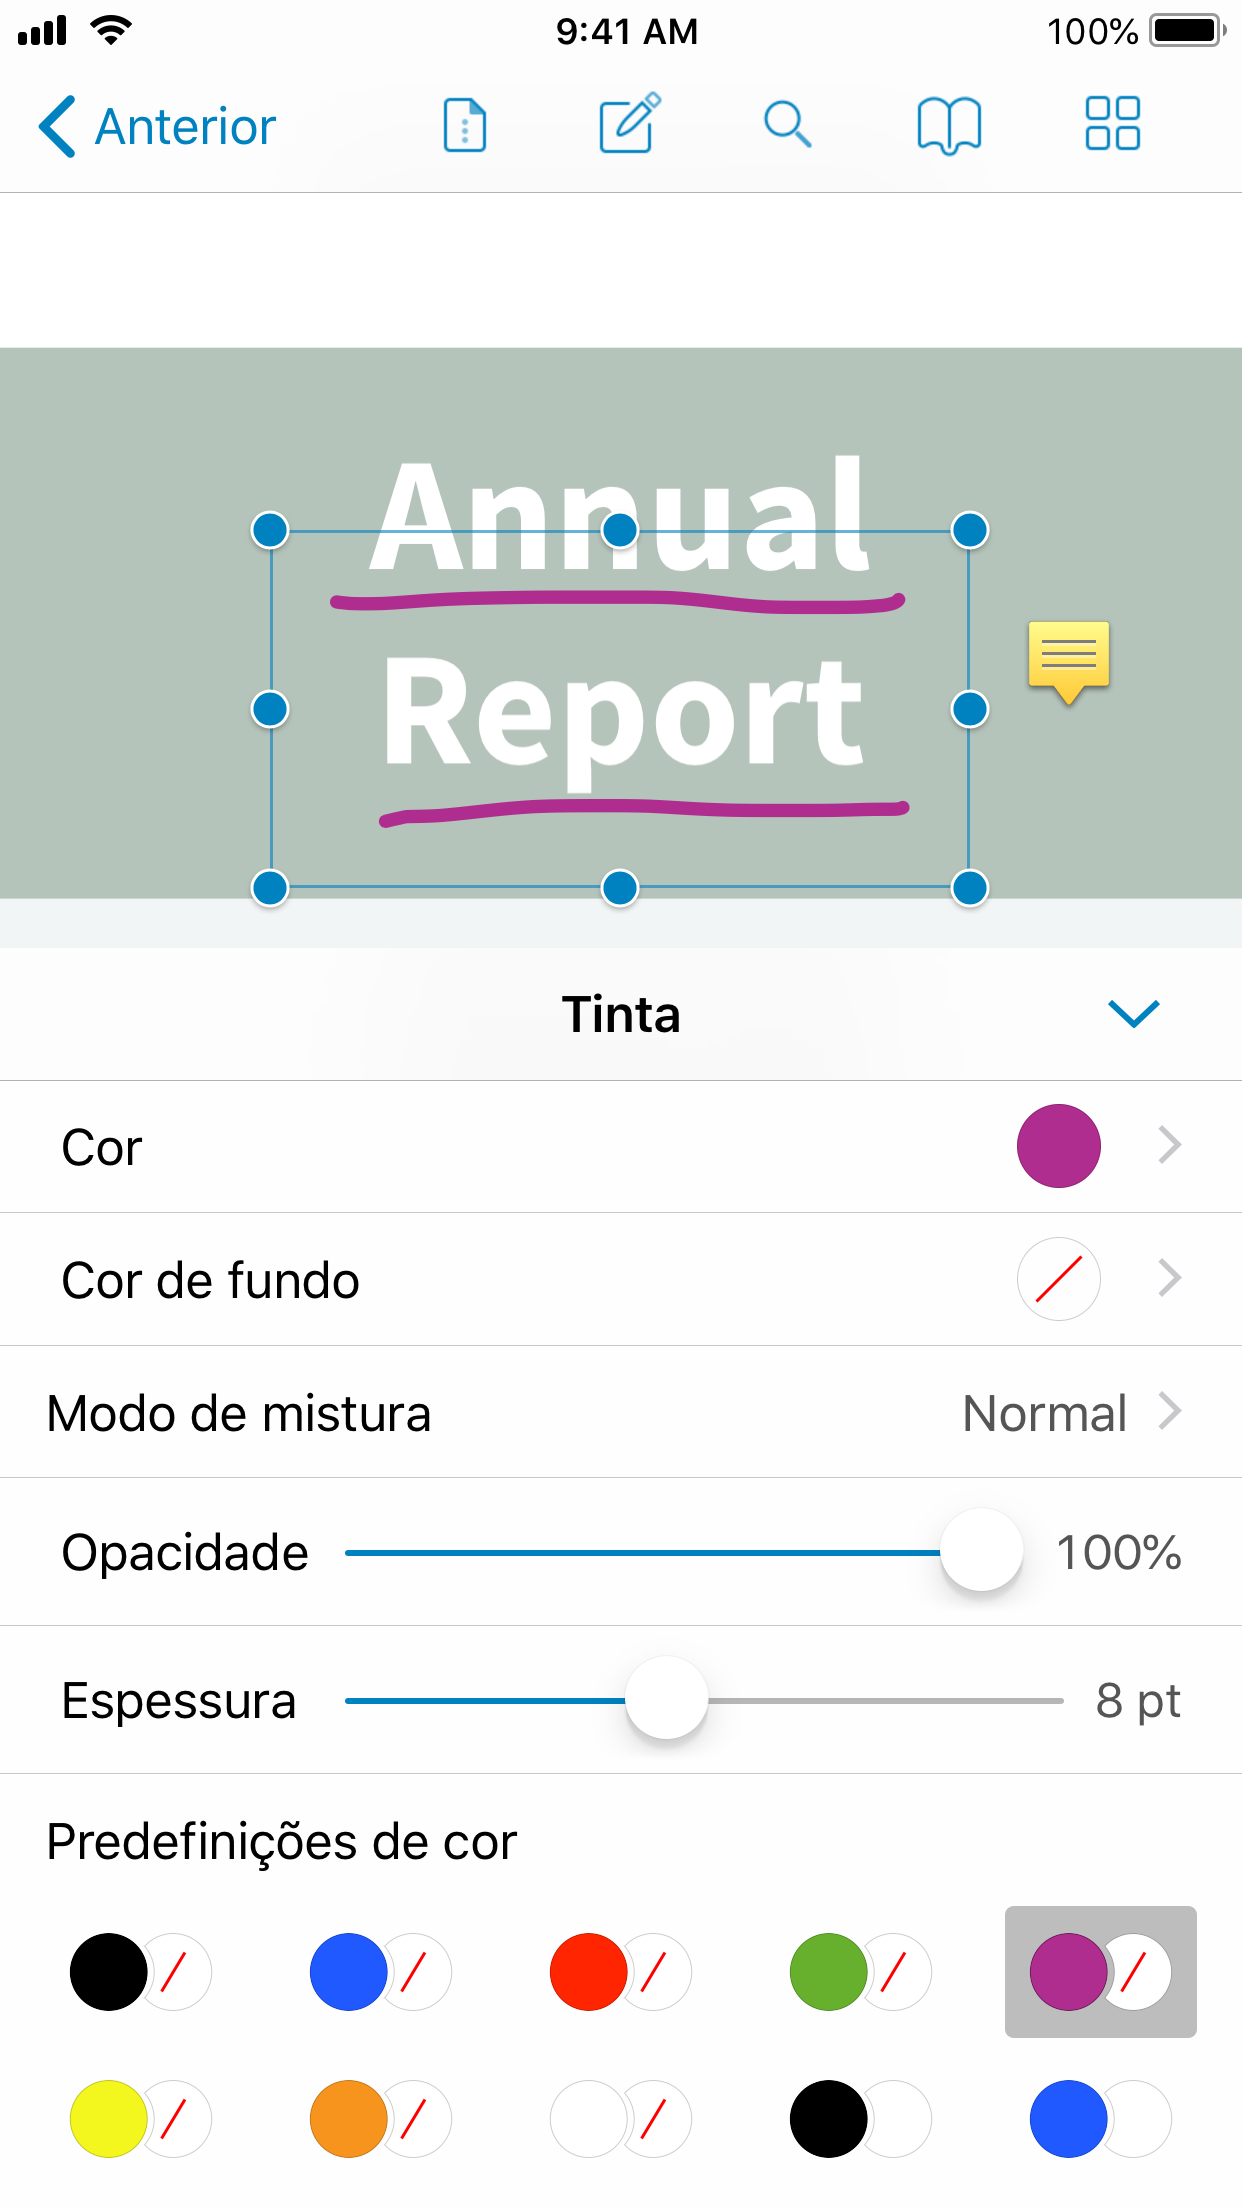 9:41 AM
100%
Anterior
Annual
Report
Tinta
Cor
Cor de fundo
Modo de mistura Normal
Opacidade 100%
Espessura 8 pt
Predefinições de cor